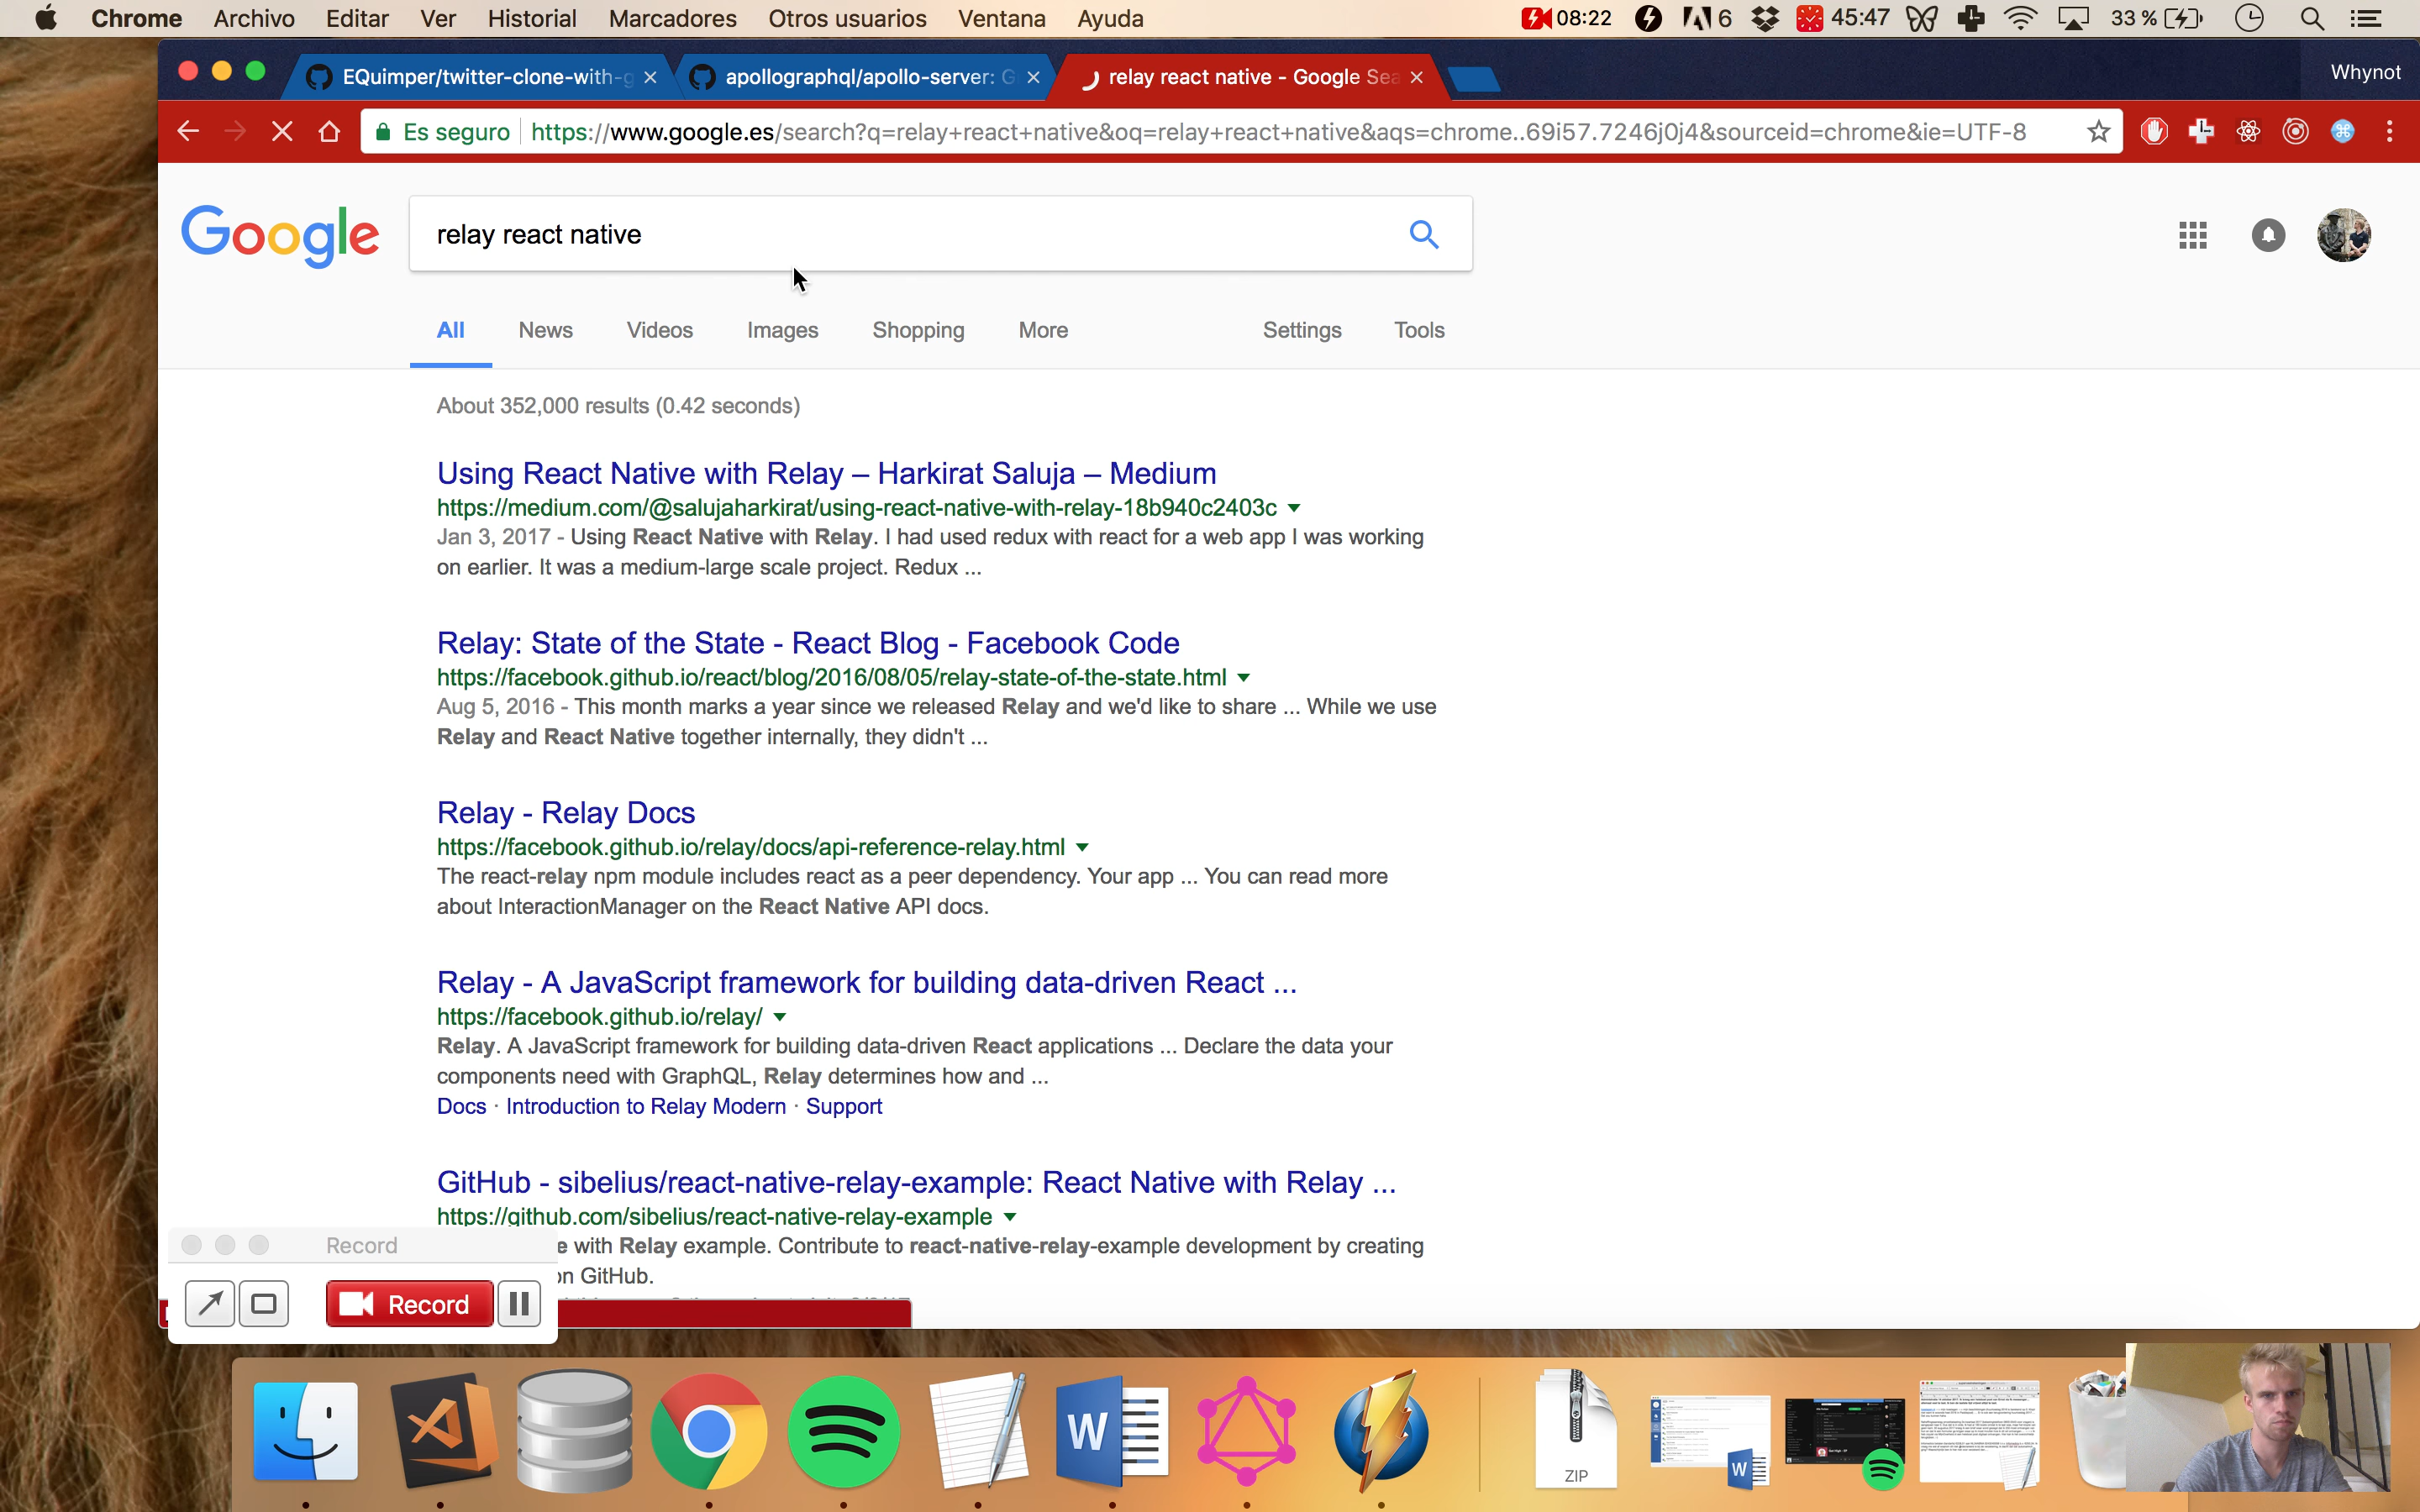 Chrome Archivo Editar Ver Historial Marcadores Otros usuarios Ventana Ayuda 08:22 6 45:47 33 %
EQuimper/twitter-clone-with-g apollographql/apollo-server: G relay react native - Google Sea Whynot
Es seguro https://www.google.es/search?q=relay+react+native&oq=relay+react+native&aqs=chrome..69i57.7246j0j4&sourceid=chrome&ie=UTF-8
Google relay react native
All News Videos Images Shopping More Settings Tools
About 352,000 results (0.42 seconds)
Using React Native with Relay – Harkirat Saluja – Medium
https://medium.com/@salujaharkirat/using-react-native-with-relay-18b940c2403c
Jan 3, 2017 - Using React Native with Relay. I had used redux with react for a web app I was working
on earlier. It was a medium-large scale project. Redux ...
Relay: State of the State - React Blog - Facebook Code
https://facebook.github.io/react/blog/2016/08/05/relay-state-of-the-state.html
Aug 5, 2016 - This month marks a year since we released Relay and we'd like to share ... While we use
Relay and React Native together internally, they didn't ...
Relay - Relay Docs
https://facebook.github.io/relay/docs/api-reference-relay.html
The react-relay npm module includes react as a peer dependency. Your app ... You can read more
about InteractionManager on the React Native API docs.
Relay - A JavaScript framework for building data-driven React ...
https://facebook.github.io/relay/
Relay. A JavaScript framework for building data-driven React applications ... Declare the data your
components need with GraphQL, Relay determines how and ...
Docs · Introduction to Relay Modern · Support
GitHub - sibelius/react-native-relay-example: React Native with Relay ...
https://github.com/sibelius/react-native-relay-example
e with Relay example. Contribute to react-native-relay-example development by creating
on GitHub.
Record
Record
W
ZIP
W